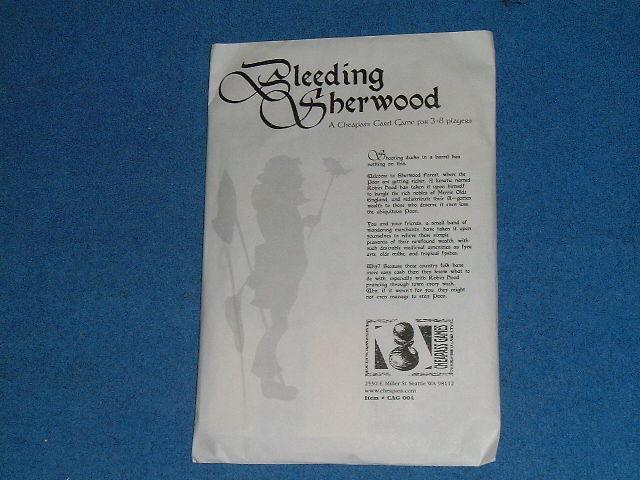 Bleeding
Sherwood
A Cheapass Card Game for 3-8 players
Shooting ducks in a barrel has
nothing on this.
Welcome to Sherwood Forest, where the
Poor are getting richer. A lunatic named
Robin Hood has taken it upon himself
to bungle the rich nobles of Merrie Olde
England, and redistribute their ill-gotten
wealth to those who deserve it even less:
the ubiquitous Poor.
You and your friends, a small band of
wandering merchants, have taken it upon
yourselves to relieve these simple
peasants of their newfound wealth, with
such desirable medieval amenities as fyne
arts, olde milke, and tropical fyshes.
Why? Because these country folk have
more easy cash than they know what to
do with, especially with Robin Hood
prancing through town every week.
Why, if it weren't for you, they might
not even manage to stay Poor.
CHEAPASS GAMES
2530 E. Miller St. Seattle WA 98112
www.cheapass.com
Item # CAG 004